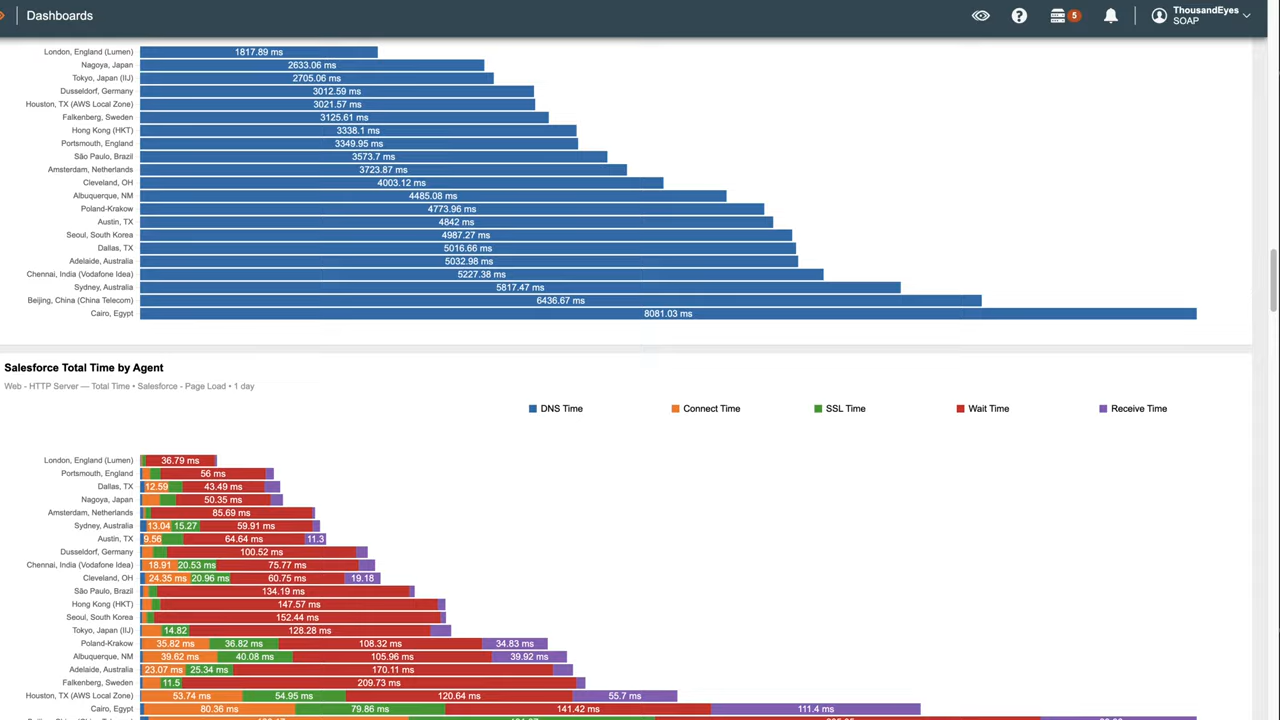 Dashboards
5
ThousandEyes
SOAP
London, England (Lumen) 1817.89 ms
Nagoya, Japan 2633.06 ms
Tokyo, Japan (IIJ) 2705.06 ms
Dusseldorf, Germany 3012.59 ms
Houston, TX (AWS Local Zone) 3021.57 ms
Falkenberg, Sweden 3125.61 ms
Hong Kong (HKT) 3338.1 ms
Portsmouth, England 3349.95 ms
São Paulo, Brazil 3573.7 ms
Amsterdam, Netherlands 3723.87 ms
Cleveland, OH 4003.12 ms
Albuquerque, NM 4485.08 ms
Poland-Krakow 4773.96 ms
Austin, TX 4842 ms
Seoul, South Korea 4987.27 ms
Dallas, TX 5016.66 ms
Adelaide, Australia 5032.98 ms
Chennai, India (Vodafone Idea) 5227.38 ms
Sydney, Australia 5817.47 ms
Beijing, China (China Telecom) 6436.67 ms
Cairo, Egypt 8081.03 ms
Salesforce Total Time by Agent
Web - HTTP Server — Total Time • Salesforce - Page Load • 1 day
DNS Time Connect Time SSL Time Wait Time Receive Time
London, England (Lumen) 36.79 ms
Portsmouth, England 56 ms
Dallas, TX 12.59 43.49 ms
Nagoya, Japan 50.35 ms
Amsterdam, Netherlands 85.69 ms
Sydney, Australia 13.04 15.27 59.91 ms
Austin, TX 9.56 64.64 ms 11.3
Dusseldorf, Germany 100.52 ms
Chennai, India (Vodafone Idea) 18.91 20.53 ms 75.77 ms
Cleveland, OH 24.35 ms 20.96 ms 60.75 ms 19.18
São Paulo, Brazil 134.19 ms
Hong Kong (HKT) 147.57 ms
Seoul, South Korea 152.44 ms
Tokyo, Japan (IIJ) 14.82 128.28 ms
Poland-Krakow 35.82 ms 36.82 ms 108.32 ms 34.83 ms
Albuquerque, NM 39.62 ms 40.08 ms 105.96 ms 39.92 ms
Adelaide, Australia 23.07 ms 25.34 ms 170.11 ms
Falkenberg, Sweden 11.5 209.73 ms
Houston, TX (AWS Local Zone) 53.74 ms 54.95 ms 120.64 ms 55.7 ms
Cairo, Egypt 80.36 ms 79.86 ms 141.42 ms 111.4 ms